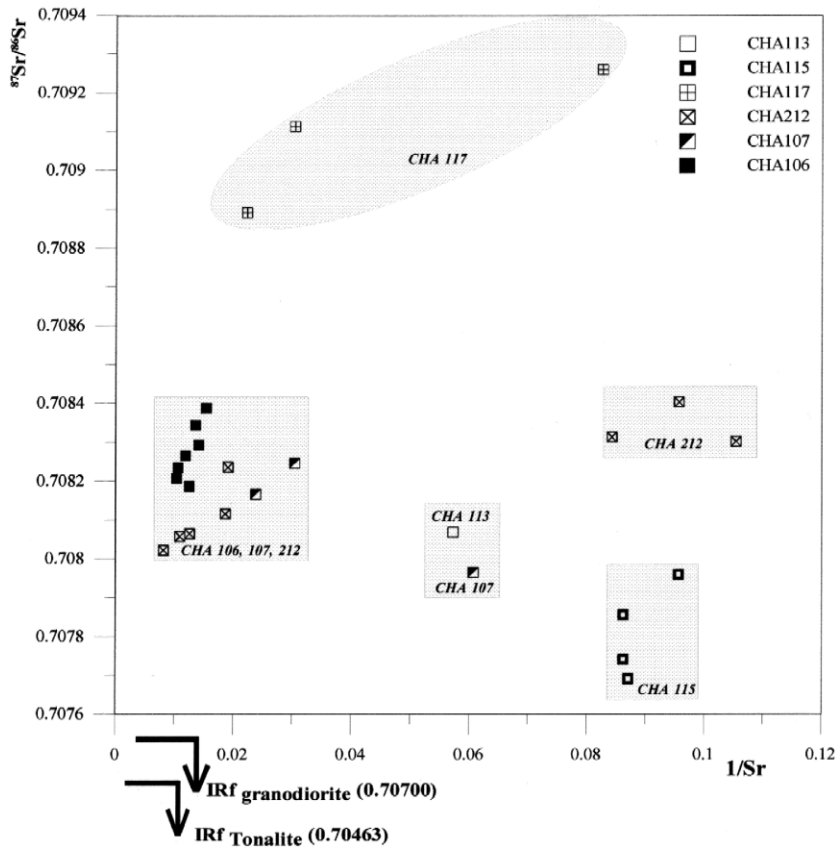 ⁸⁷Sr/⁸⁶Sr
0.7094
0.7092
0.709
0.7088
0.7086
0.7084
0.7082
0.708
0.7078
0.7076
CHA113
CHA115
CHA117
CHA212
CHA107
CHA106
CHA 117
CHA 212
CHA 113
CHA 106, 107, 212
CHA 107
CHA 115
0 0.02 0.04 0.06 0.08 0.1 0.12
1/Sr
IRf granodiorite (0.70700)
IRf Tonalite (0.70463)